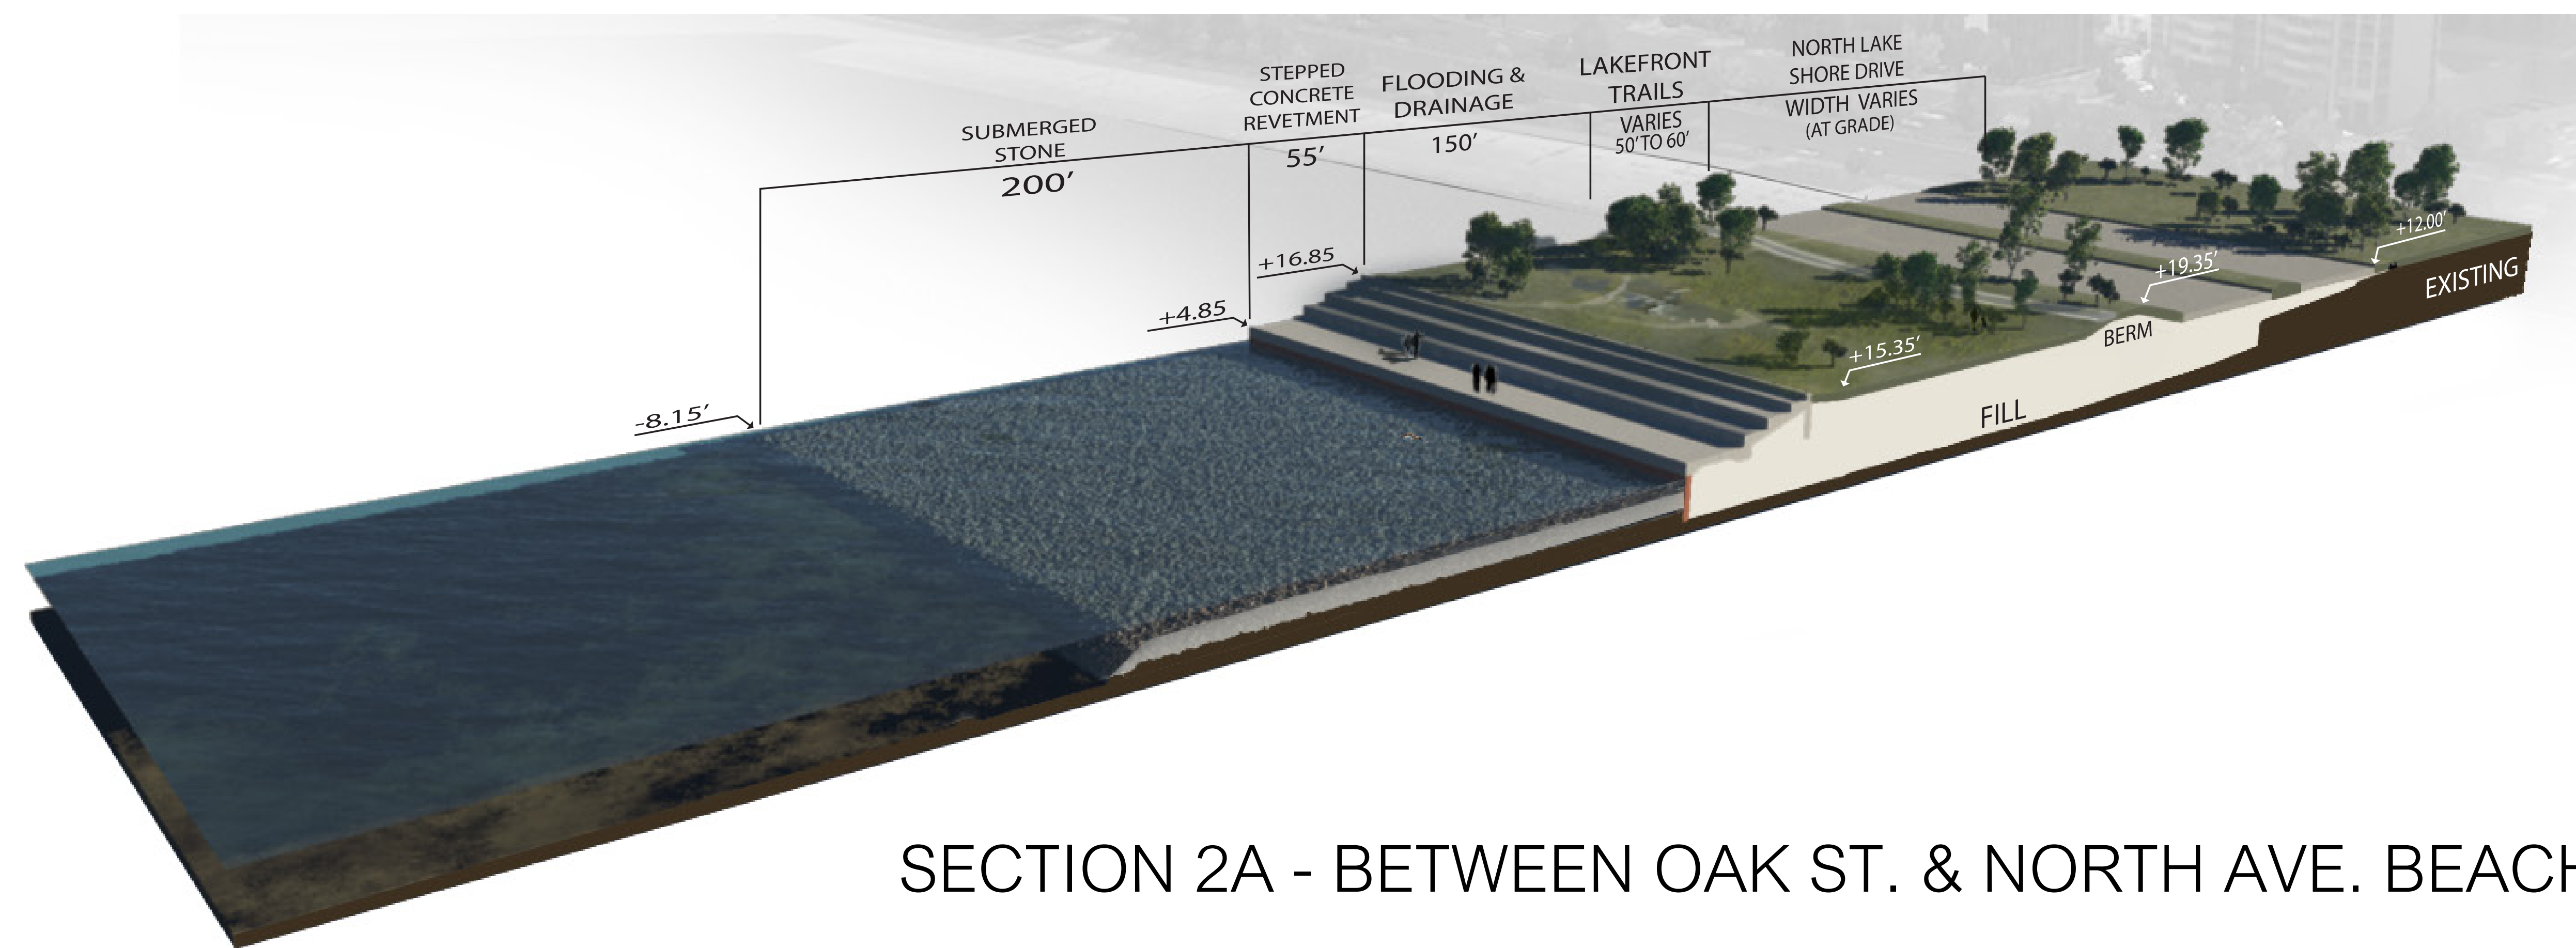 SUBMERGED
STONE
200'
STEPPED
CONCRETE
REVETMENT
55'
FLOODING &
DRAINAGE
150'
LAKEFRONT
TRAILS
VARIES
50'TO 60'
NORTH LAKE
SHORE DRIVE
WIDTH VARIES
(AT GRADE)
-8.15'
+4.85
+16.85
+15.35'
+19.35'
+12.00'
BERM
FILL
EXISTING
SECTION 2A - BETWEEN OAK ST. & NORTH AVE. BEACH